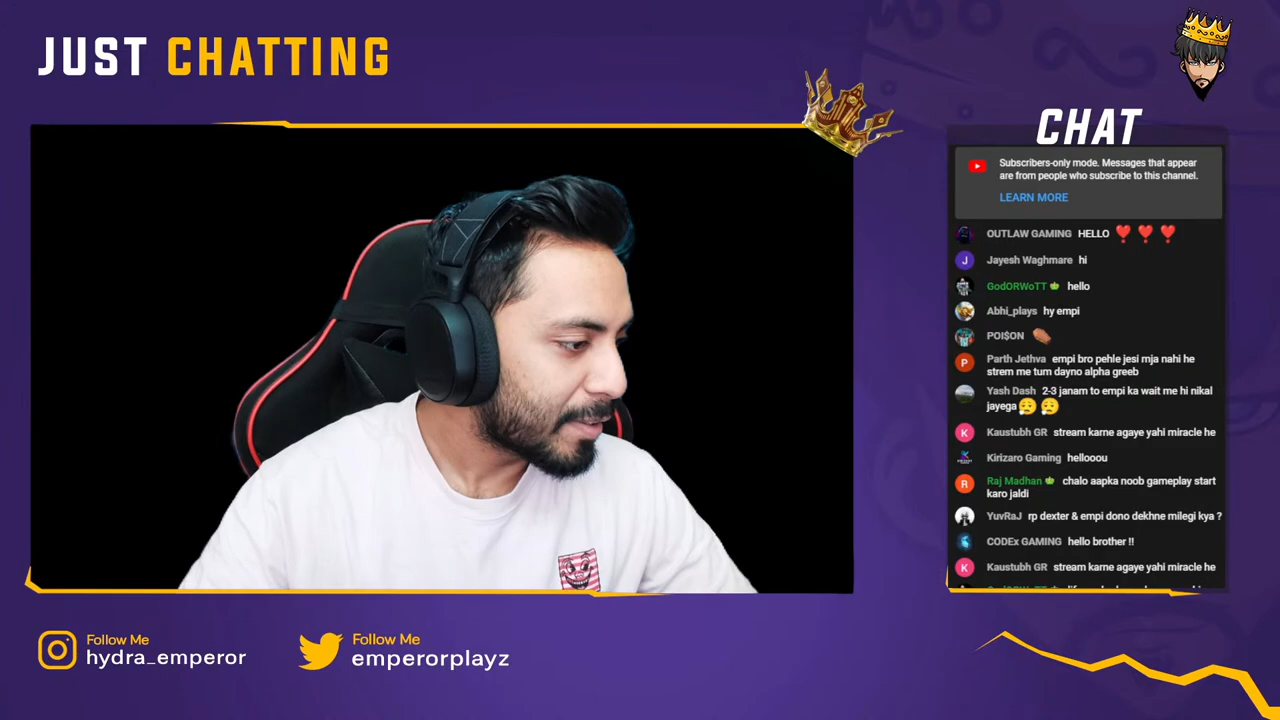 JUST CHATTING
CHAT
Subscribers-only mode. Messages that appear
are from people who subscribe to this channel.
LEARN MORE
OUTLAW GAMING HELLO
J Jayesh Waghmare hi
GodORWoTT hello
Abhi_plays hy empi
POI$ON
P Parth Jethva empi bro pehle jesi mja nahi he
strem me tum dayno alpha greeb
Yash Dash 2-3 janam to empi ka wait me hi nikal
jayega
K Kaustubh GR stream karne agaye yahi miracle he
Kirizaro Gaming hellooou
R Raj Madhan chalo aapka noob gameplay start
karo jaldi
YuvRaJ rp dexter & empi dono dekhne milegi kya ?
CODEx GAMING hello brother !!
K Kaustubh GR stream karne agaye yahi miracle he
Follow Me
hydra_emperor
Follow Me
emperorplayz